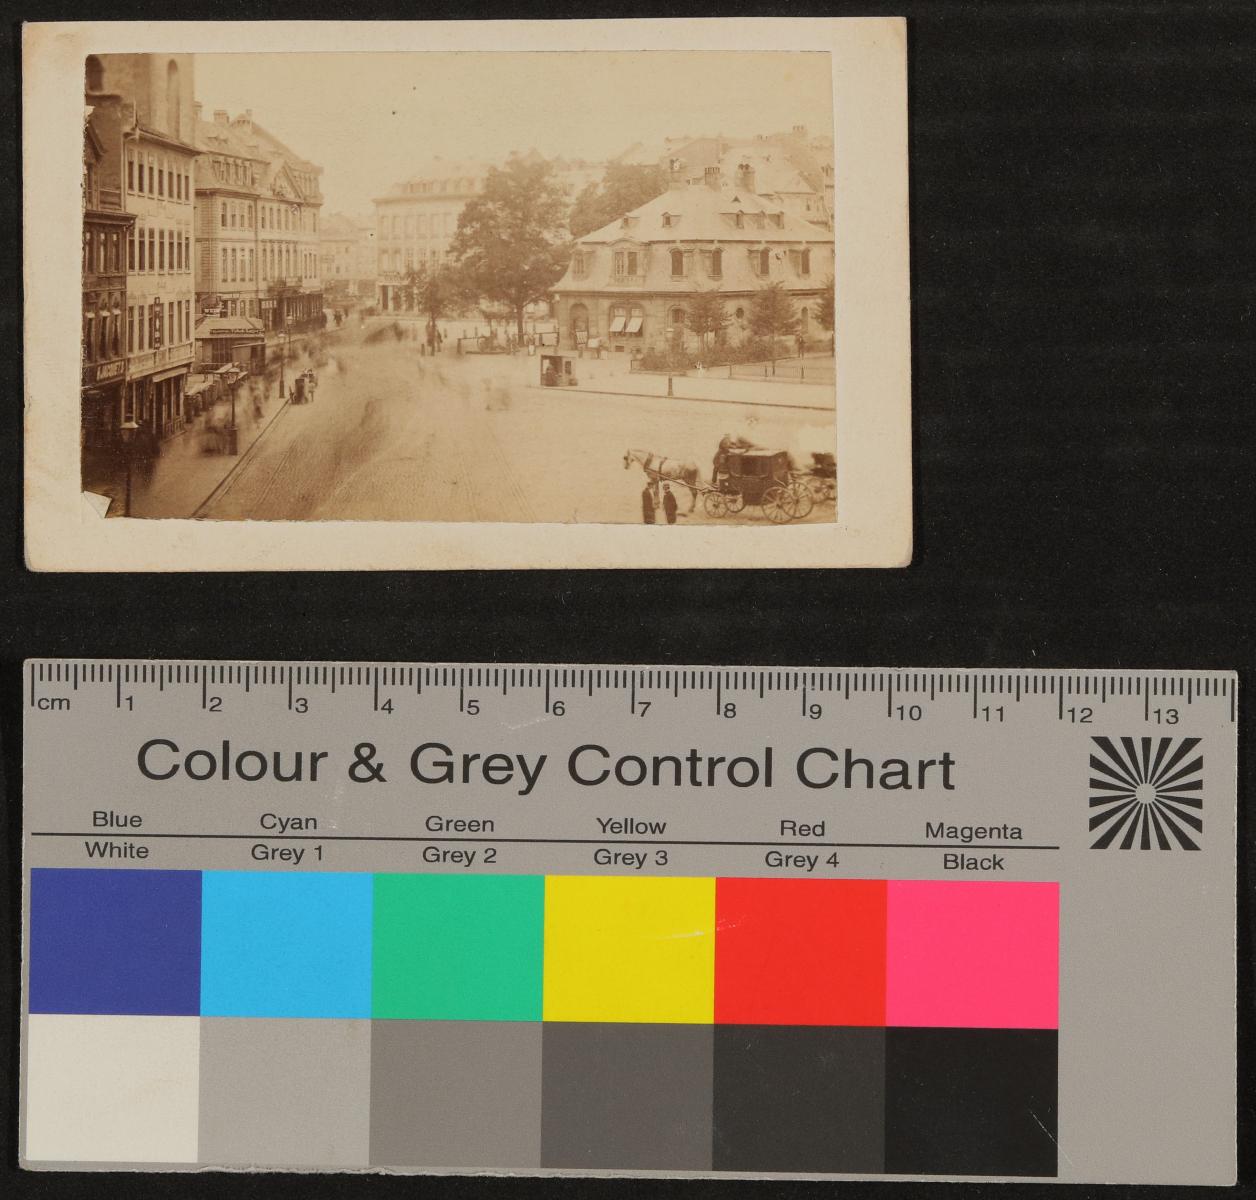 cm 1 2 3 4 5 6 7 8 9 10 11 12 13
Colour & Grey Control Chart
Blue Cyan Green Yellow Red Magenta
White Grey 1 Grey 2 Grey 3 Grey 4 Black